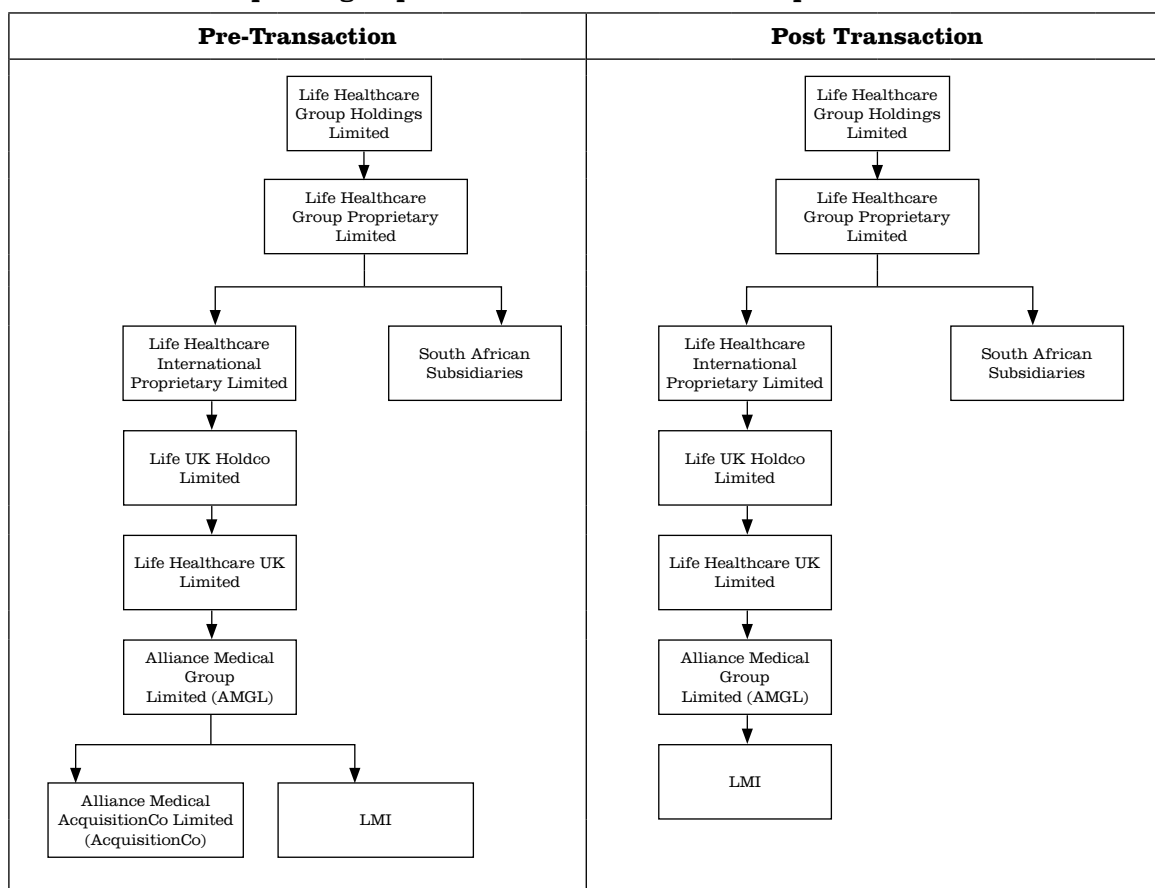 Pre-Transaction
Post Transaction
Life Healthcare
Group Holdings
Limited
Life Healthcare
Group Proprietary
Limited
Life Healthcare
International
Proprietary Limited
South African
Subsidiaries
Life UK Holdco
Limited
Life Healthcare UK
Limited
Alliance Medical
Group
Limited (AMGL)
Alliance Medical
AcquisitionCo Limited
(AcquisitionCo)
LMI
Life Healthcare
Group Holdings
Limited
Life Healthcare
Group Proprietary
Limited
Life Healthcare
International
Proprietary Limited
South African
Subsidiaries
Life UK Holdco
Limited
Life Healthcare UK
Limited
Alliance Medical
Group
Limited (AMGL)
LMI